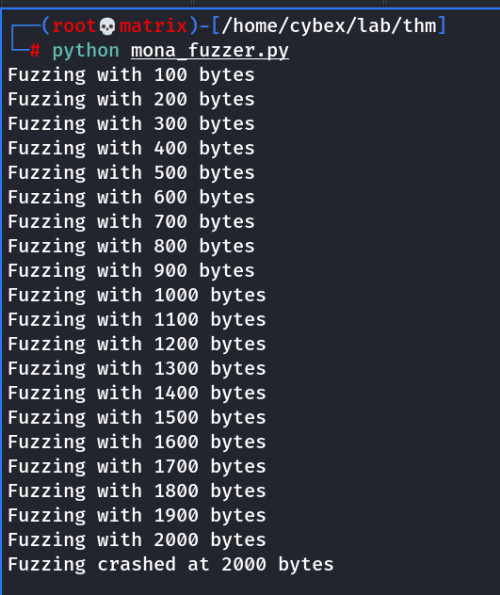 (root💀matrix)-[/home/cybex/lab/thm]
# python mona_fuzzer.py
Fuzzing with 100 bytes
Fuzzing with 200 bytes
Fuzzing with 300 bytes
Fuzzing with 400 bytes
Fuzzing with 500 bytes
Fuzzing with 600 bytes
Fuzzing with 700 bytes
Fuzzing with 800 bytes
Fuzzing with 900 bytes
Fuzzing with 1000 bytes
Fuzzing with 1100 bytes
Fuzzing with 1200 bytes
Fuzzing with 1300 bytes
Fuzzing with 1400 bytes
Fuzzing with 1500 bytes
Fuzzing with 1600 bytes
Fuzzing with 1700 bytes
Fuzzing with 1800 bytes
Fuzzing with 1900 bytes
Fuzzing with 2000 bytes
Fuzzing crashed at 2000 bytes